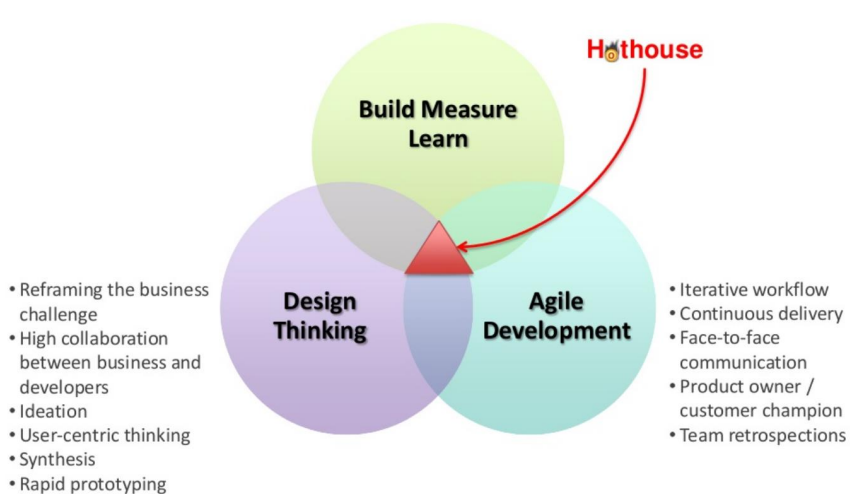 Hothouse
Build Measure
Learn
Design
Thinking
Agile
Development
• Reframing the business
challenge
• High collaboration
between business and
developers
• Ideation
• User-centric thinking
• Synthesis
• Rapid prototyping
• Iterative workflow
• Continuous delivery
• Face-to-face
communication
• Product owner /
customer champion
• Team retrospections